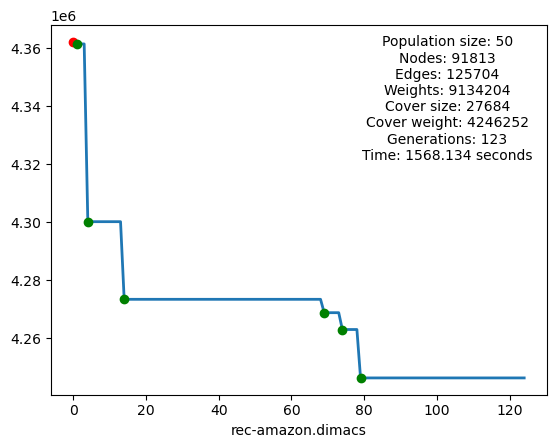 1e6
Population size: 50
Nodes: 91813
Edges: 125704
Weights: 9134204
Cover size: 27684
Cover weight: 4246252
Generations: 123
Time: 1568.134 seconds
4.36
4.34
4.32
4.30
4.28
4.26
0 20 40 60 80 100 120
rec-amazon.dimacs